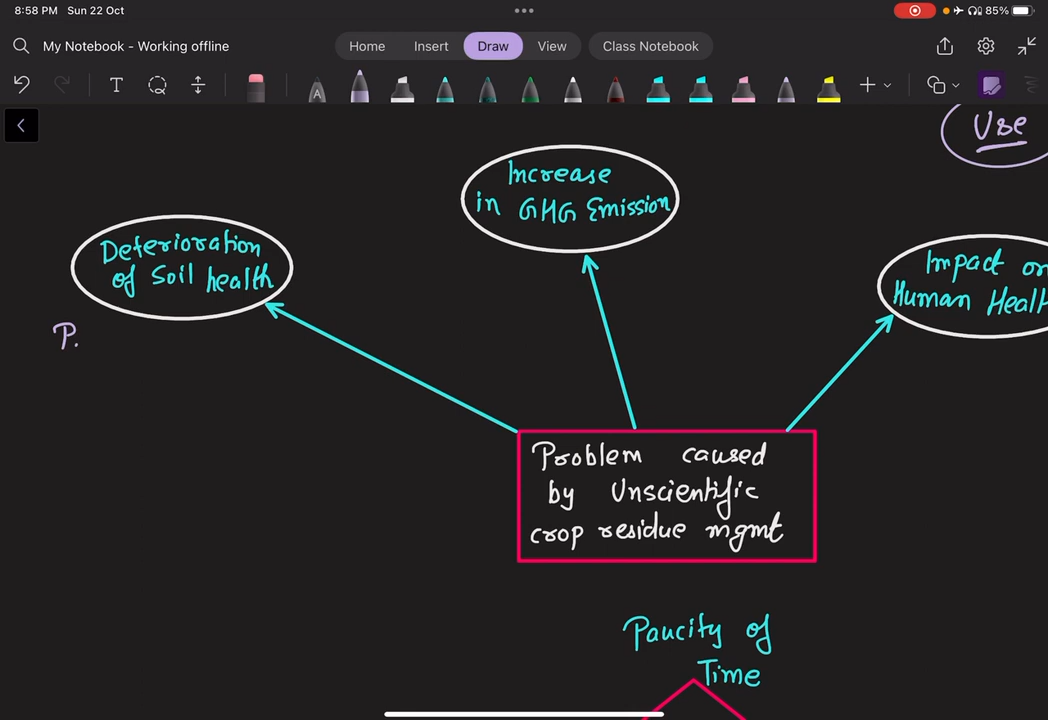 8:58 PM Sun 22 Oct
85%
My Notebook - Working offline
Home Insert Draw View Class Notebook
T
A
Use
Increase
in GHG Emission
Deterioration
of Soil health
Impact on
Human Healt
P.
Problem caused
by Unscientific
crop residue mgmt
Paucity of
Time